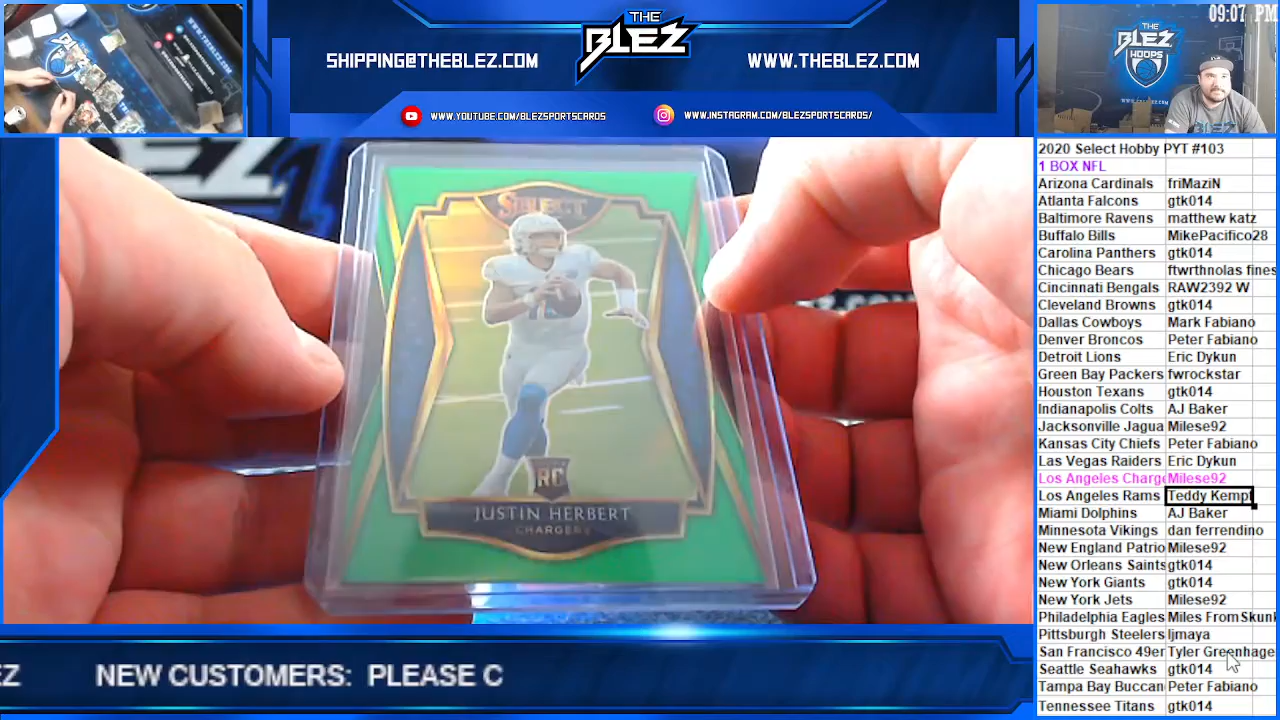 SHIPPING@THEBLEZ.COM
THE
BLEZ
WWW.THEBLEZ.COM
WWW.YOUTUBE.COM/BLEZSPORTSCARDS
WWW.INSTAGRAM.COM/BLEZSPORTSCARDS/
09:07 PM
THE
BLEZ
HOOPS
SELECT
RC
JUSTIN HERBERT
CHARGERS
2020 Select Hobby PYT #103
1 BOX NFL
Arizona Cardinals friMaziN
Atlanta Falcons gtk014
Baltimore Ravens matthew katz
Buffalo Bills MikePacifico28
Carolina Panthers gtk014
Chicago Bears ftwrthnolas fines
Cincinnati Bengals RAW2392 W
Cleveland Browns gtk014
Dallas Cowboys Mark Fabiano
Denver Broncos Peter Fabiano
Detroit Lions Eric Dykun
Green Bay Packers fwrockstar
Houston Texans gtk014
Indianapolis Colts AJ Baker
Jacksonville Jagua Milese92
Kansas City Chiefs Peter Fabiano
Las Vegas Raiders Eric Dykun
Los Angeles Charge Milese92
Los Angeles Rams Teddy Kempf
Miami Dolphins AJ Baker
Minnesota Vikings dan ferrendino
New England Patrio Milese92
New Orleans Saints gtk014
New York Giants gtk014
New York Jets Milese92
Philadelphia Eagles Miles From Skunk
Pittsburgh Steelers ljmaya
San Francisco 49er Tyler Greenhage
Seattle Seahawks gtk014
Tampa Bay Buccan Peter Fabiano
Tennessee Titans gtk014
EZ NEW CUSTOMERS: PLEASE C